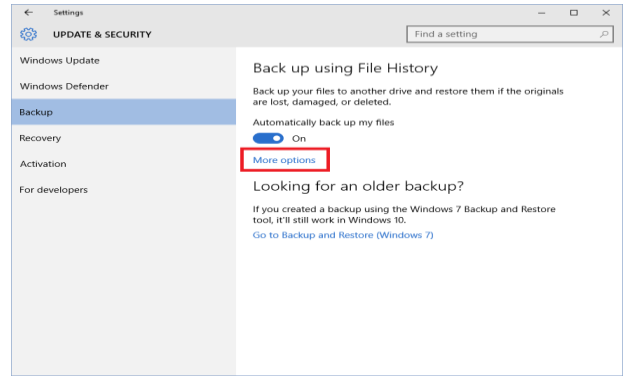 Settings
UPDATE & SECURITY
Find a setting
Windows Update
Windows Defender
Backup
Recovery
Activation
For developers
Back up using File History
Back up your files to another drive and restore them if the originals
are lost, damaged, or deleted.
Automatically back up my files
On
More options
Looking for an older backup?
If you created a backup using the Windows 7 Backup and Restore
tool, it'll still work in Windows 10.
Go to Backup and Restore (Windows 7)